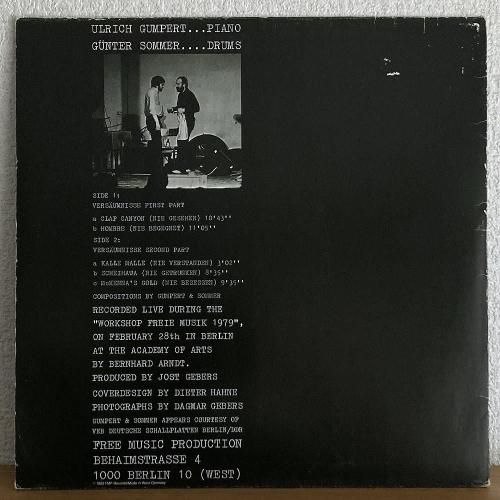 ULRICH GUMPERT...PIANO
GÜNTER SOMMER....DRUMS
SIDE 1:
VERSÄUMNISSE FIRST PART
a CLAP CANYON (NIE GESEHEN) 10'43''
b HOMBRE (NIE BEGEGNET) 11'05''
SIDE 2:
VERSÄUMNISSE SECOND PART
a KALLE MALLE (NIE VERSTANDEN) 3'02''
b SCHEIHAWA (NIE GETRUNKEN) 8'35''
c McKENNA'S GOLD (NIE BESESSEN) 9'35''
COMPOSITIONS BY GUMPERT & SOMMER
RECORDED LIVE DURING THE
"WORKSHOP FREIE MUSIK 1979",
ON FEBRUARY 28th IN BERLIN
AT THE ACADEMY OF ARTS
BY BERNHARD ARNDT.
PRODUCED BY JOST GEBERS
COVERDESIGN BY DIETER HAHNE
PHOTOGRAPHS BY DAGMAR GEBERS
GUMPERT & SOMMER APPEARS COURTESY OF
VEB DEUTSCHE SCHALLPLATTEN BERLIN/DDR
FREE MUSIC PRODUCTION
BEHAIMSTRASSE 4
1000 BERLIN 10 (WEST)